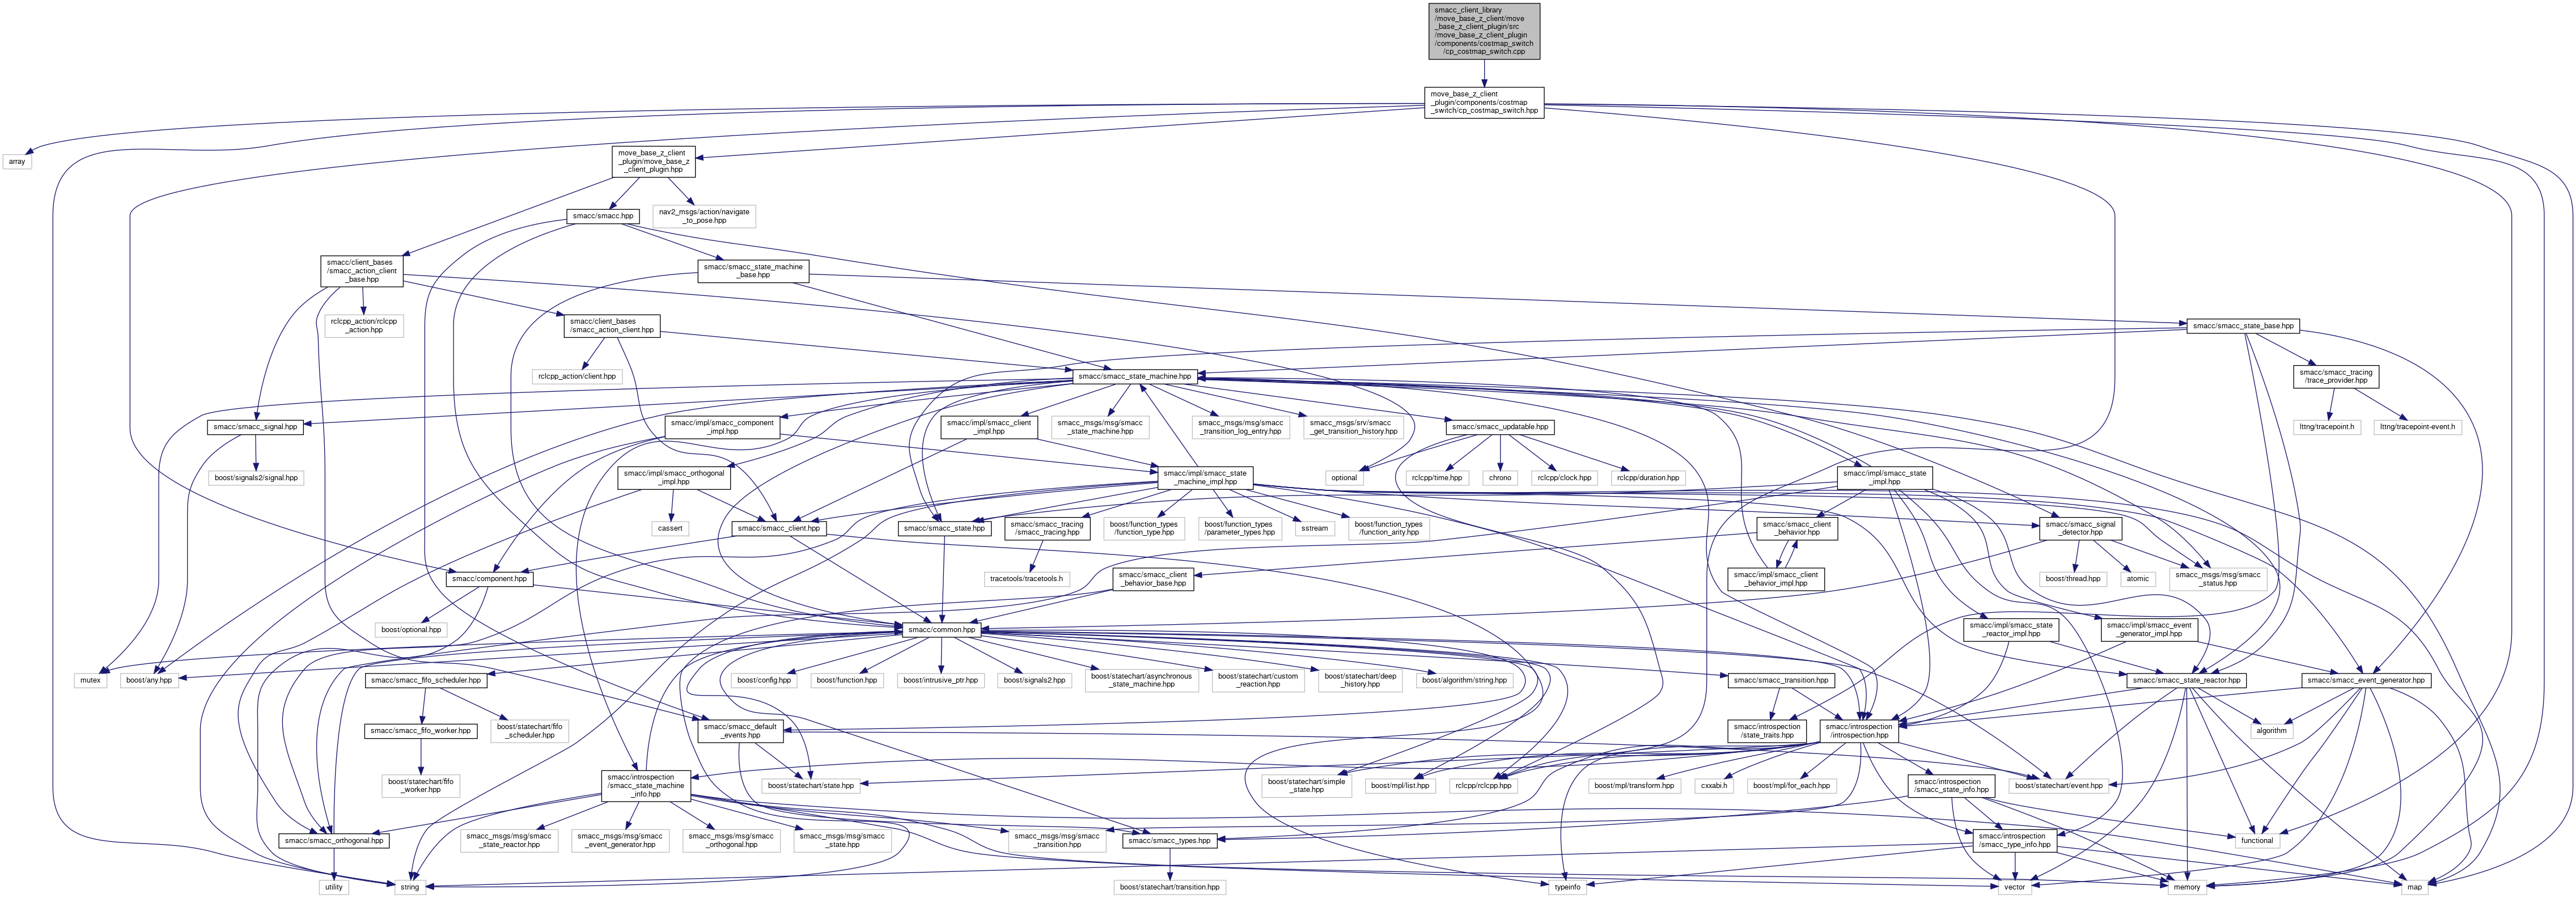 smacc_client_library
/move_base_z_client/move
_base_z_client_plugin/src
/move_base_z_client_plugin
/components/costmap_switch
/cp_costmap_switch.cpp
move_base_z_client
_plugin/components/costmap
_switch/cp_costmap_switch.hpp
array
move_base_z_client
_plugin/move_base_z
_client_plugin.hpp
smacc/smacc.hpp
nav2_msgs/action/navigate
_to_pose.hpp
smacc/client_bases
/smacc_action_client
_base.hpp
smacc/smacc_state_machine
_base.hpp
rclcpp_action/rclcpp
_action.hpp
smacc/client_bases
/smacc_action_client.hpp
smacc/smacc_state_base.hpp
rclcpp_action/client.hpp
smacc/smacc_state_machine.hpp
smacc/smacc_tracing
/trace_provider.hpp
smacc/smacc_signal.hpp
smacc/impl/smacc_component
_impl.hpp
smacc/impl/smacc_client
_impl.hpp
smacc_msgs/msg/smacc
_state_machine.hpp
smacc_msgs/msg/smacc
_transition_log_entry.hpp
smacc_msgs/srv/smacc
_get_transition_history.hpp
smacc/smacc_updatable.hpp
lttng/tracepoint.h
lttng/tracepoint-event.h
boost/signals2/signal.hpp
smacc/impl/smacc_orthogonal
_impl.hpp
smacc/impl/smacc_state
_machine_impl.hpp
optional
rclcpp/time.hpp
chrono
rclcpp/clock.hpp
rclcpp/duration.hpp
smacc/impl/smacc_state
_impl.hpp
cassert
smacc/smacc_client.hpp
smacc/smacc_state.hpp
smacc/smacc_tracing
/smacc_tracing.hpp
boost/function_types
/function_type.hpp
boost/function_types
/parameter_types.hpp
sstream
boost/function_types
/function_arity.hpp
smacc/smacc_client
_behavior.hpp
smacc/smacc_signal
_detector.hpp
smacc/component.hpp
tracetools/tracetools.h
smacc/smacc_client
_behavior_base.hpp
smacc/impl/smacc_client
_behavior_impl.hpp
boost/thread.hpp
atomic
smacc_msgs/msg/smacc
_status.hpp
boost/optional.hpp
smacc/common.hpp
smacc/impl/smacc_state
_reactor_impl.hpp
smacc/impl/smacc_event
_generator_impl.hpp
mutex
boost/any.hpp
smacc/smacc_fifo_scheduler.hpp
boost/config.hpp
boost/function.hpp
boost/intrusive_ptr.hpp
boost/signals2.hpp
boost/statechart/asynchronous
_state_machine.hpp
boost/statechart/custom
_reaction.hpp
boost/statechart/deep
_history.hpp
boost/algorithm/string.hpp
smacc/smacc_transition.hpp
smacc/smacc_state_reactor.hpp
smacc/smacc_event_generator.hpp
smacc/smacc_fifo_worker.hpp
boost/statechart/fifo
_scheduler.hpp
smacc/smacc_default
_events.hpp
smacc/introspection
/state_traits.hpp
smacc/introspection
/introspection.hpp
algorithm
boost/statechart/fifo
_worker.hpp
smacc/introspection
/smacc_state_machine
_info.hpp
boost/statechart/state.hpp
boost/statechart/simple
_state.hpp
boost/mpl/list.hpp
rclcpp/rclcpp.hpp
boost/mpl/transform.hpp
cxxabi.h
boost/mpl/for_each.hpp
smacc/introspection
/smacc_state_info.hpp
boost/statechart/event.hpp
smacc/smacc_orthogonal.hpp
smacc_msgs/msg/smacc
_state_reactor.hpp
smacc_msgs/msg/smacc
_event_generator.hpp
smacc_msgs/msg/smacc
_orthogonal.hpp
smacc_msgs/msg/smacc
_state.hpp
smacc_msgs/msg/smacc
_transition.hpp
smacc/smacc_types.hpp
smacc/introspection
/smacc_type_info.hpp
functional
utility
string
boost/statechart/transition.hpp
typeinfo
vector
memory
map